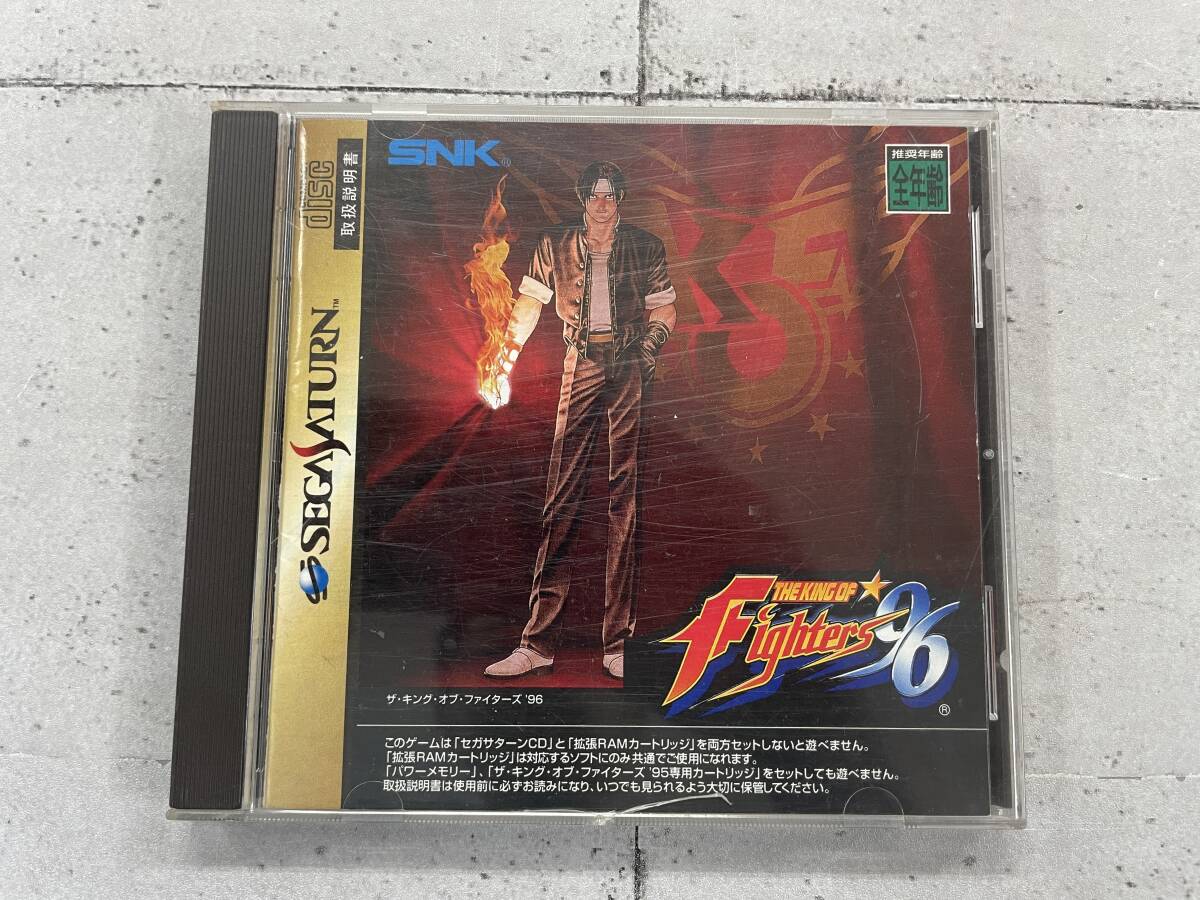 disc
取扱説明書
SEGA SATURN™
SNK®
推奨年齢
全年齢
THE KING OF
Fighters '96
®
ザ・キング・オブ・ファイターズ '96
このゲームは「セガサターンCD」と「拡張RAMカートリッジ」を両方セットしないと遊べません。
「拡張RAMカートリッジ」は対応するソフトにのみ共通でご使用になれます。
「パワーメモリー」、「ザ・キング・オブ・ファイターズ '95専用カートリッジ」をセットしても遊べません。
取扱説明書は使用前に必ずお読みになり、いつでも見られるよう大切に保管してください。